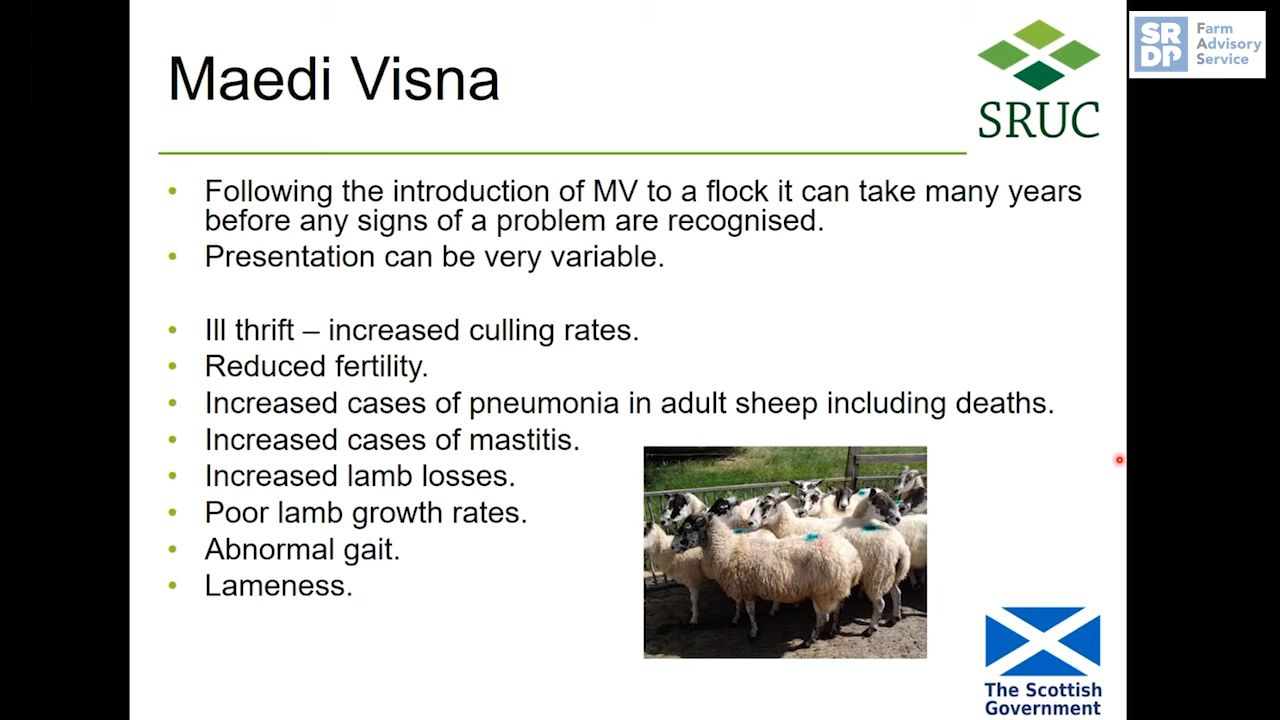 Maedi Visna
SRUC
SRDP
Farm
Advisory
Service
• Following the introduction of MV to a flock it can take many years
before any signs of a problem are recognised.
• Presentation can be very variable.
• Ill thrift – increased culling rates.
• Reduced fertility.
• Increased cases of pneumonia in adult sheep including deaths.
• Increased cases of mastitis.
• Increased lamb losses.
• Poor lamb growth rates.
• Abnormal gait.
• Lameness.
The Scottish
Government